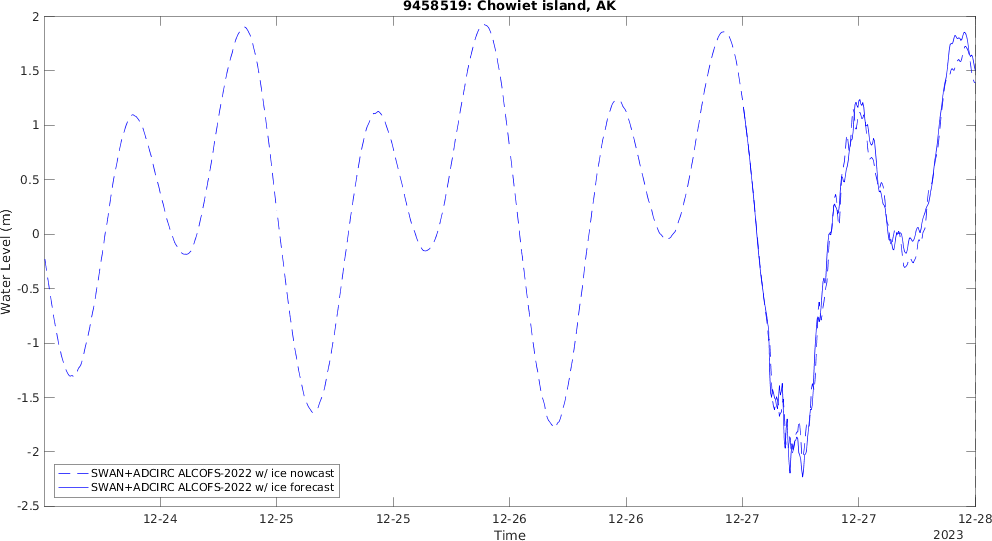 9458519: Chowiet island, AK
2
1.5
1
0.5
0
-0.5
-1
-1.5
-2
-2.5
Water Level (m)
SWAN+ADCIRC ALCOFS-2022 w/ ice nowcast
SWAN+ADCIRC ALCOFS-2022 w/ ice forecast
12-24 12-25 12-25 12-26 12-26 12-27 12-27 12-28
Time
2023